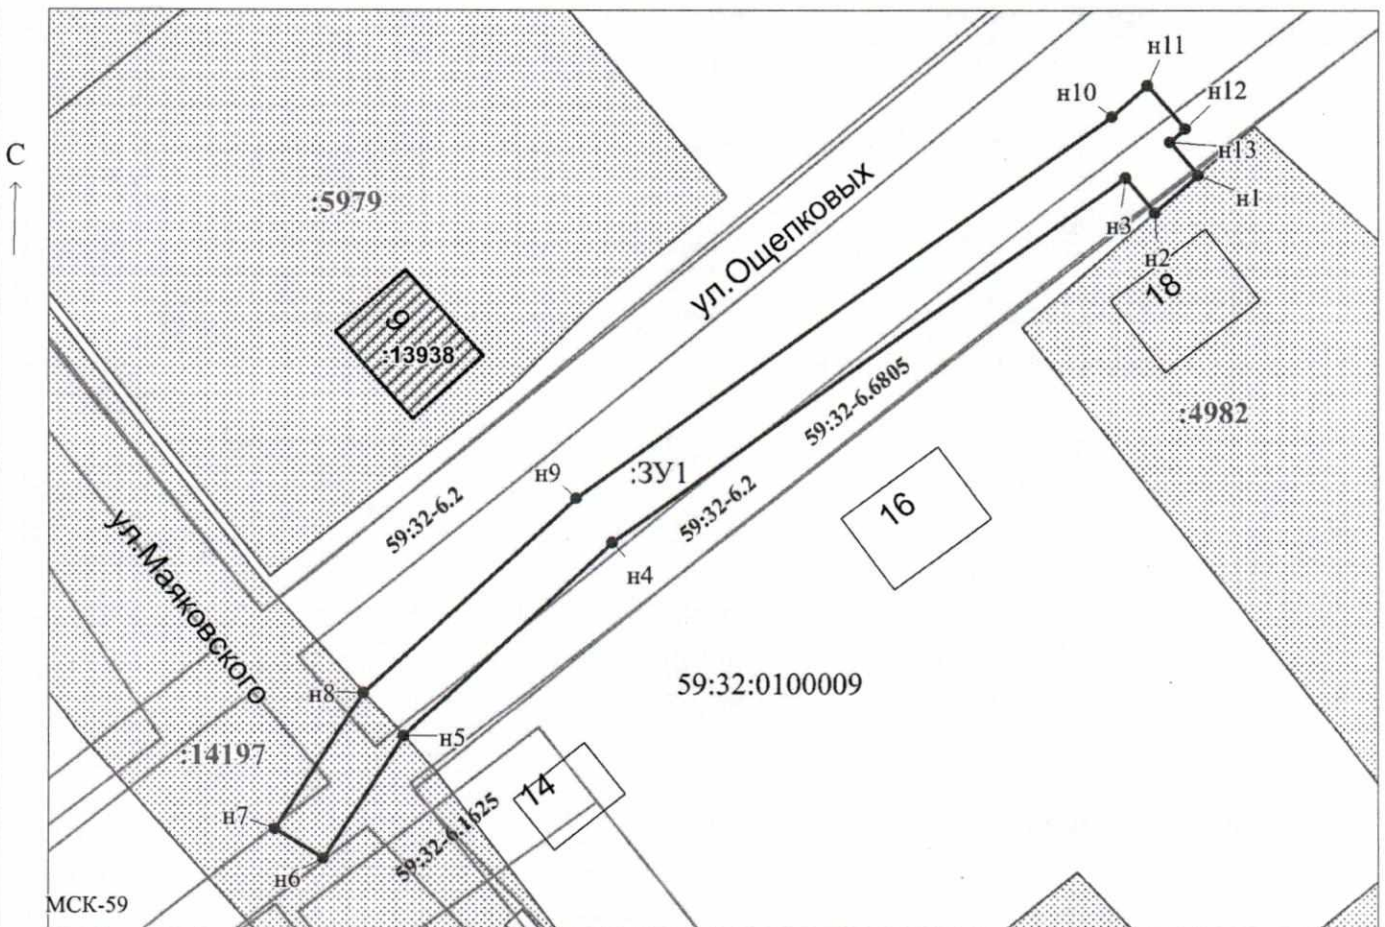 н11
н10
н12
С
н13
:5979
н1
н3
ул.Ощепковых
н2
18
9
:13938
59:32-6.6805
:4982
н9
:ЗУ1
59:32-6.2
59:32-6.2
16
ул.Маяковского
н4
59:32:0100009
н8
н5
:14197
14
н7
59:32-6.1625
н6
МСК-59